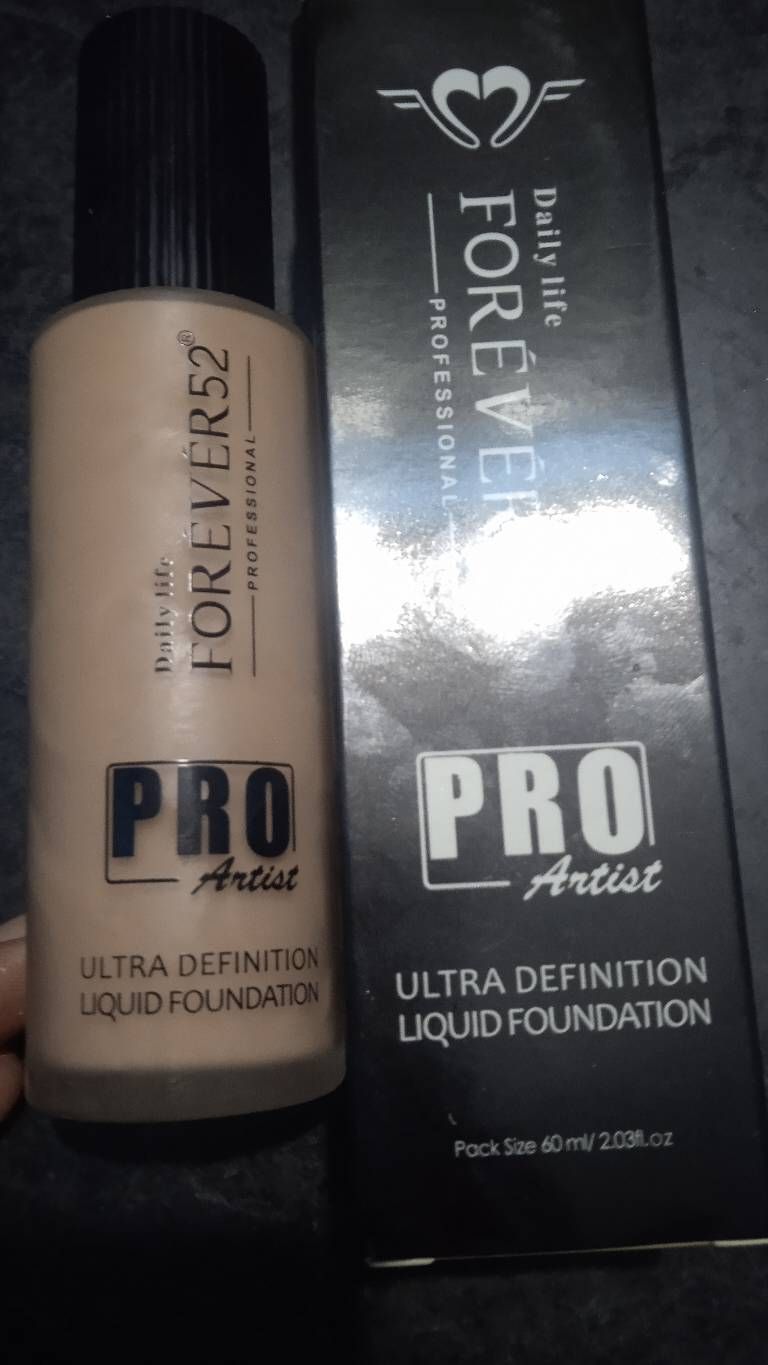 Daily life
FORÉVÉR52®
PROFESSIONAL
PRO
Artist
ULTRA DEFINITION
LIQUID FOUNDATION
Daily life
PROFESSIONAL
PRO
Artist
ULTRA DEFINITION
LIQUID FOUNDATION
Pack Size 60 ml/ 2.03fl.oz